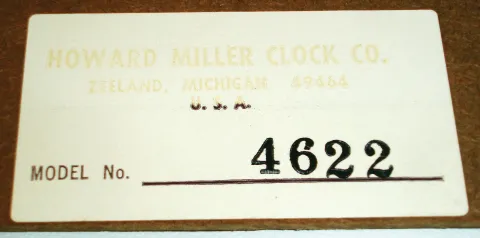 HOWARD MILLER CLOCK CO.
ZEELAND, MICHIGAN 49464
U. S. A.
MODEL No. 4622